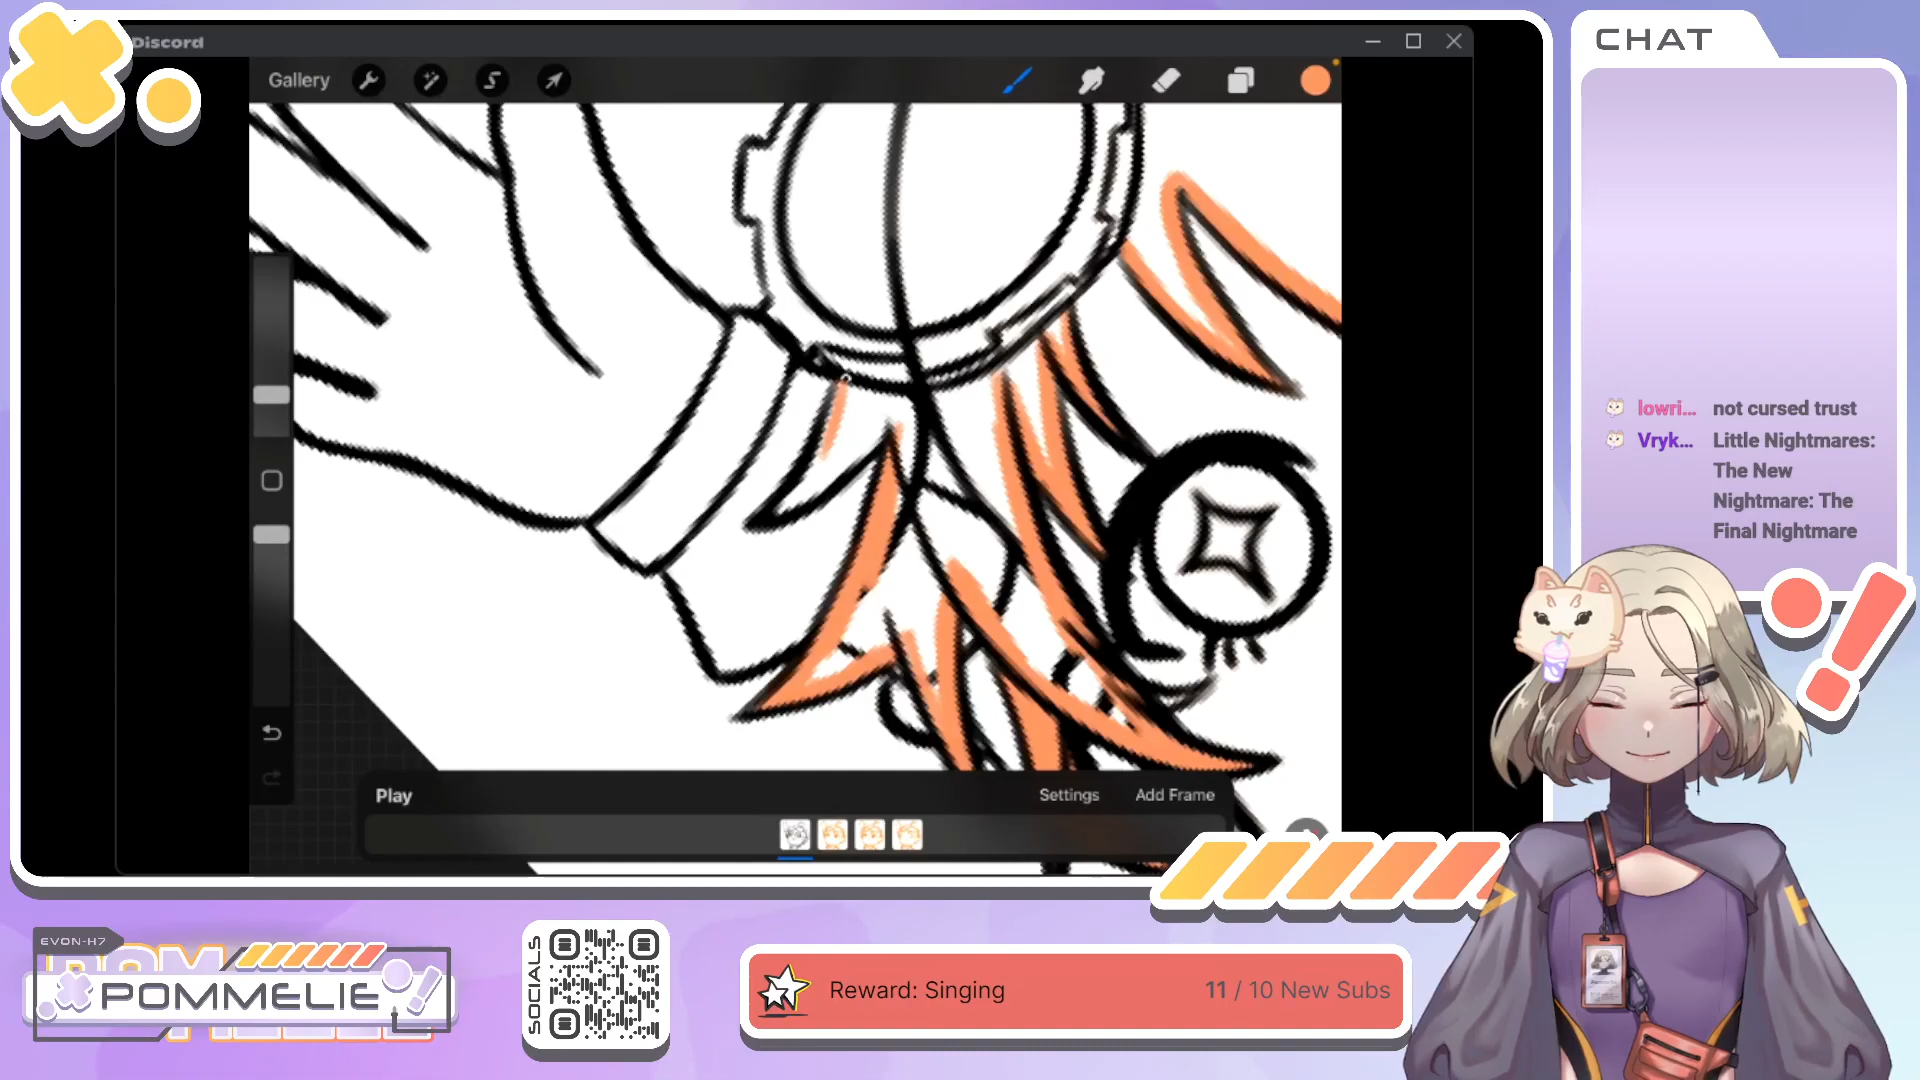 Discord
CHAT
Gallery
lowri... not cursed trust
Vryk... Little Nightmares:
The New
Nightmare: The
Final Nightmare
Play
Settings
Add Frame
EVON-H7
POMMELIE
SOCIALS
Reward: Singing
11 / 10 New Subs